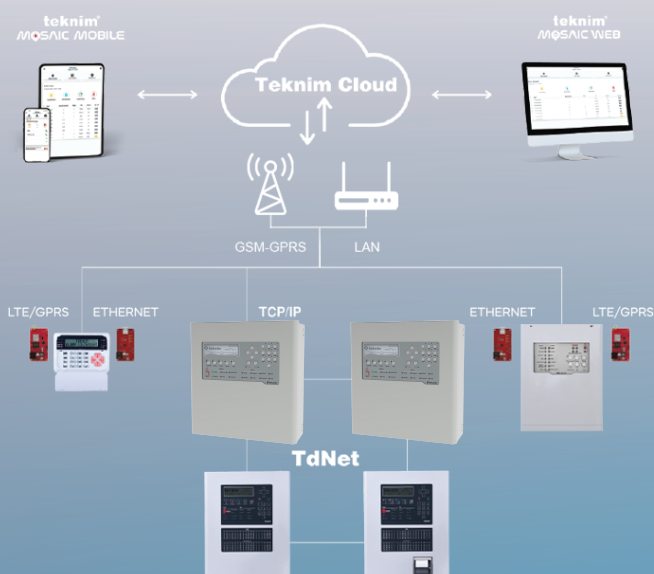 teknim
MOSAIC MOBILE
teknim
MOSAIC WEB
Teknim Cloud
GSM-GPRS
LAN
LTE/GPRS
ETHERNET
TCP/IP
ETHERNET
LTE/GPRS
TdNet